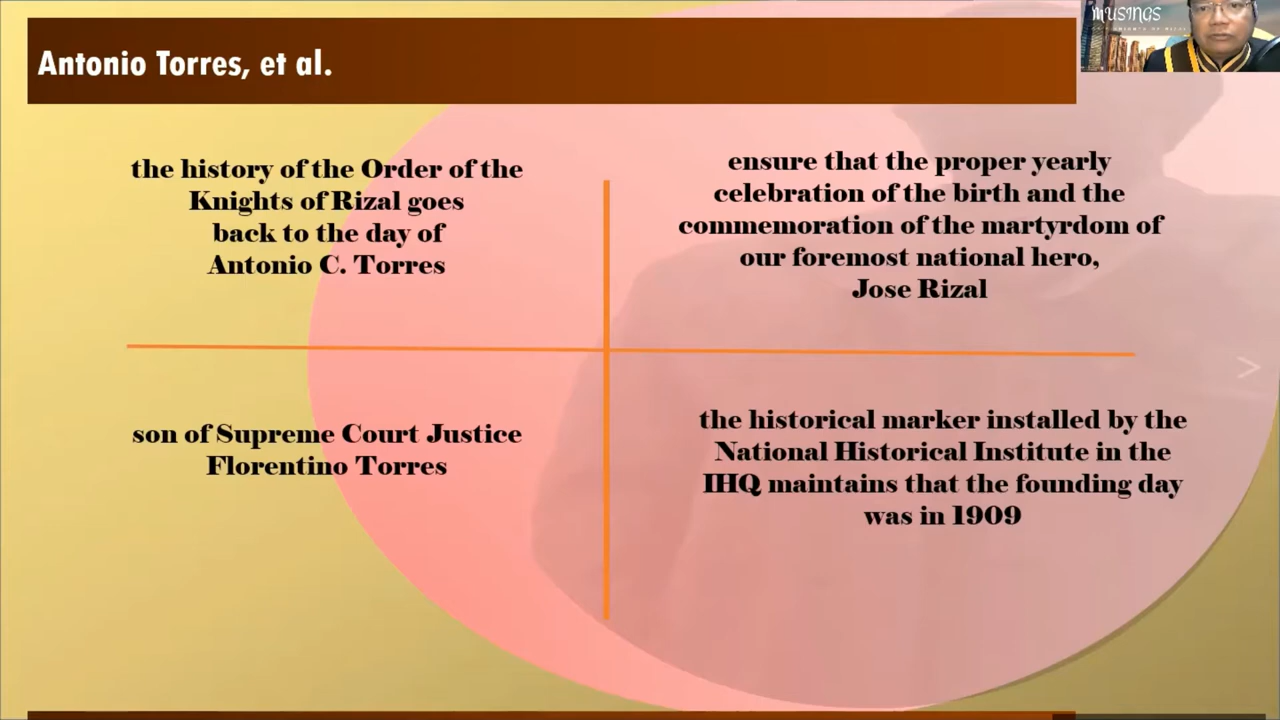 Antonio Torres, et al.
MUSINGS
the history of the Order of the
Knights of Rizal goes
back to the day of
Antonio C. Torres
ensure that the proper yearly
celebration of the birth and the
commemoration of the martyrdom of
our foremost national hero,
Jose Rizal
son of Supreme Court Justice
Florentino Torres
the historical marker installed by the
National Historical Institute in the
IHQ maintains that the founding day
was in 1909